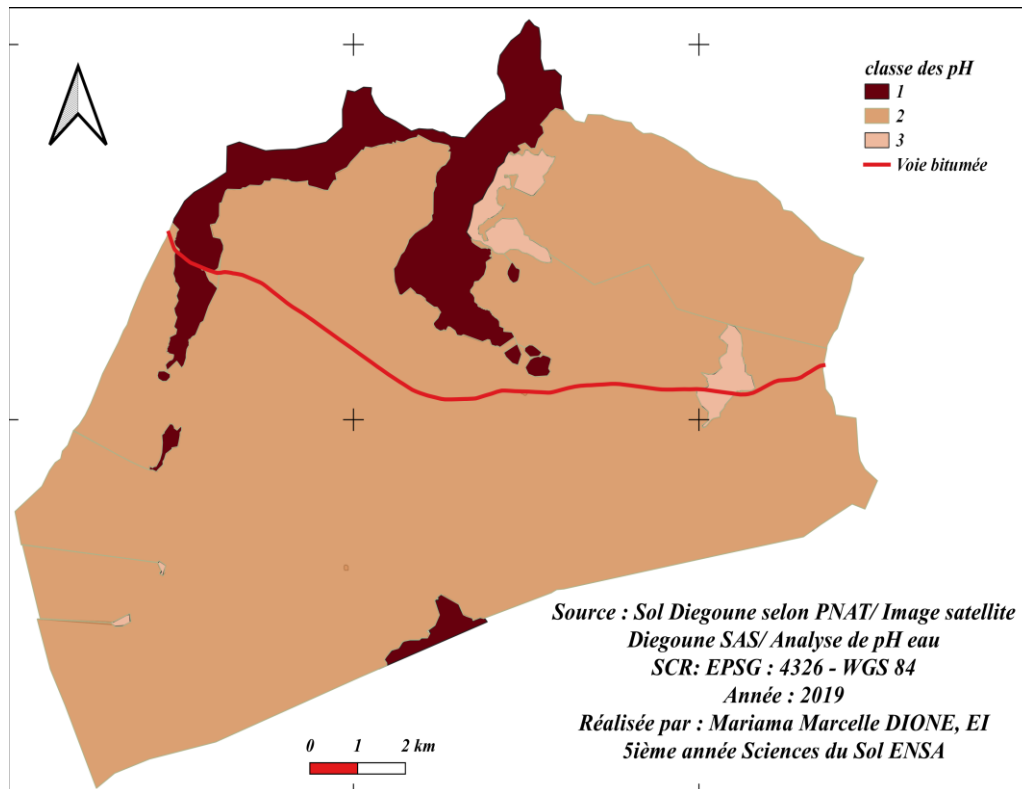 classe des pH
1
2
3
Voie bitumée
Source : Sol Diegoune selon PNAT/ Image satellite
Diegoune SAS/ Analyse de pH eau
SCR: EPSG : 4326 - WGS 84
Année : 2019
Réalisée par : Mariama Marcelle DIONE, EI
5ième année Sciences du Sol ENSA
0 1 2 km